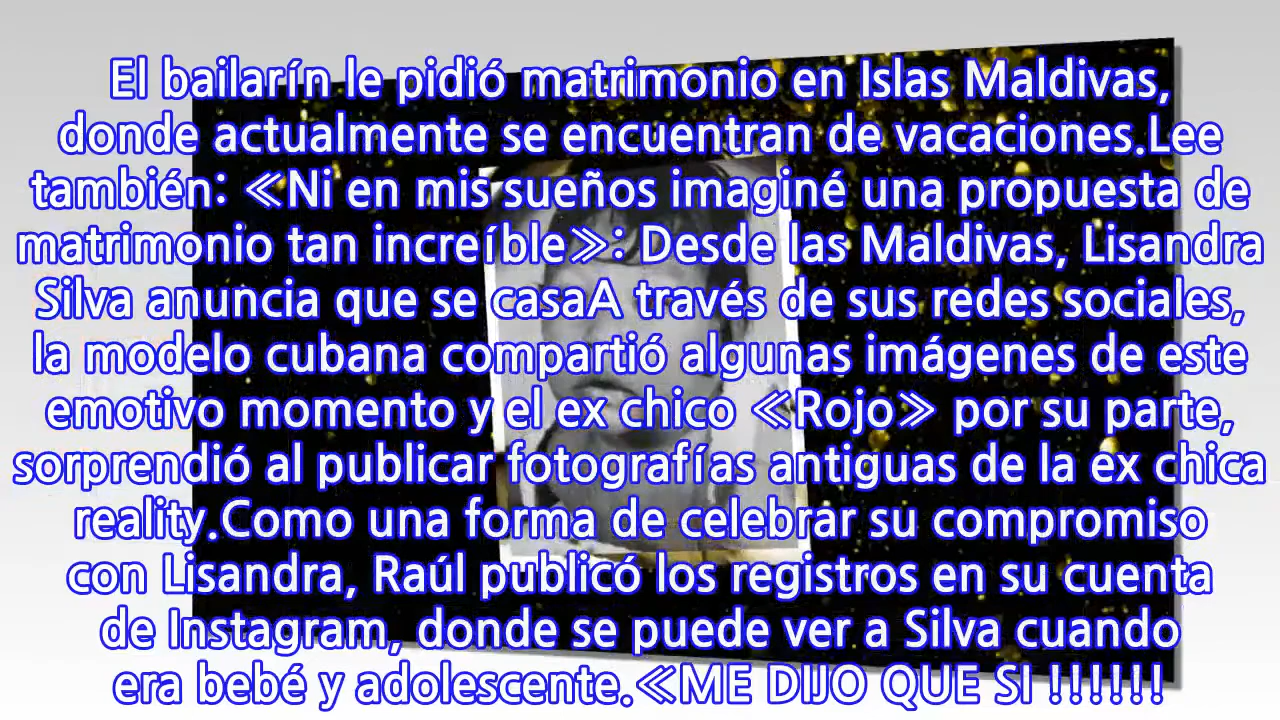 El bailarín le pidió matrimonio en Islas Maldivas,
donde actualmente se encuentran de vacaciones.Lee
también: ≪Ni en mis sueños imaginé una propuesta de
matrimonio tan increíble≫: Desde las Maldivas, Lisandra
Silva anuncia que se casaA través de sus redes sociales,
la modelo cubana compartió algunas imágenes de este
emotivo momento y el ex chico ≪Rojo≫ por su parte,
sorprendió al publicar fotografías antiguas de la ex chica
reality.Como una forma de celebrar su compromiso
con Lisandra, Raúl publicó los registros en su cuenta
de Instagram, donde se puede ver a Silva cuando
era bebé y adolescente.≪ME DIJO QUE SI !!!!!!